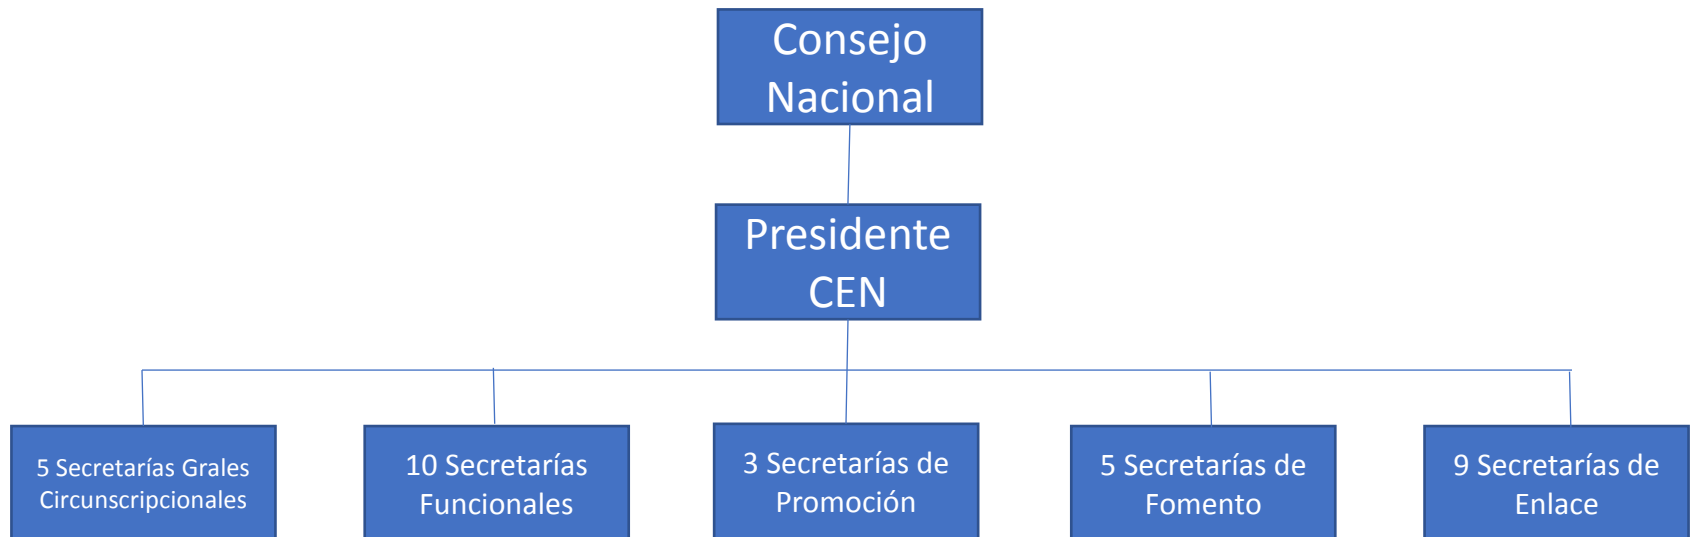 Consejo
Nacional
Presidente
CEN
5 Secretarías Grales
Circunscripcionales
10 Secretarías
Funcionales
3 Secretarías de
Promoción
5 Secretarías de
Fomento
9 Secretarías de
Enlace